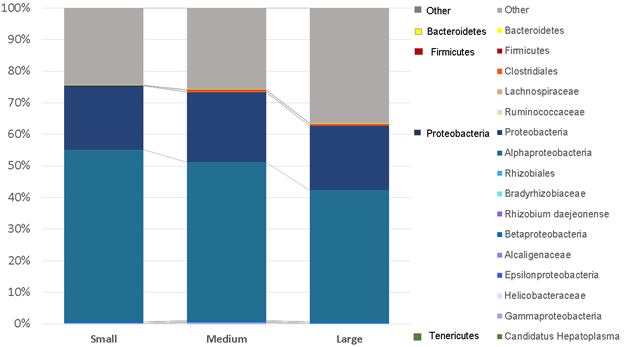 100%
90%
80%
70%
60%
50%
40%
30%
20%
10%
0%
Small Medium Large
Other
Bacteroidetes
Firmicutes
Proteobacteria
Tenericutes
Other
Bacteroidetes
Firmicutes
Clostridiales
Lachnospiraceae
Ruminococcaceae
Proteobacteria
Alphaproteobacteria
Rhizobiales
Bradyrhizobiaceae
Rhizobium daejeonense
Betaproteobacteria
Alcaligenaceae
Epsilonproteobacteria
Helicobacteraceae
Gammaproteobacteria
Candidatus Hepatoplasma